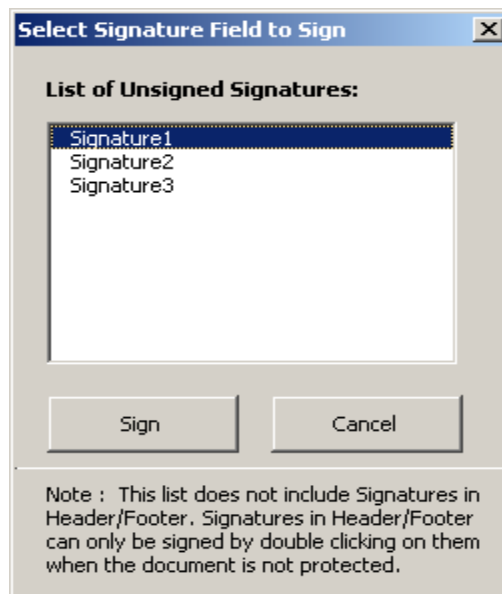 Select Signature Field to Sign
List of Unsigned Signatures:
Signature1
Signature2
Signature3
Sign
Cancel
Note :  This list does not include Signatures in
Header/Footer. Signatures in Header/Footer
can only be signed by double clicking on them
when the document is not protected.